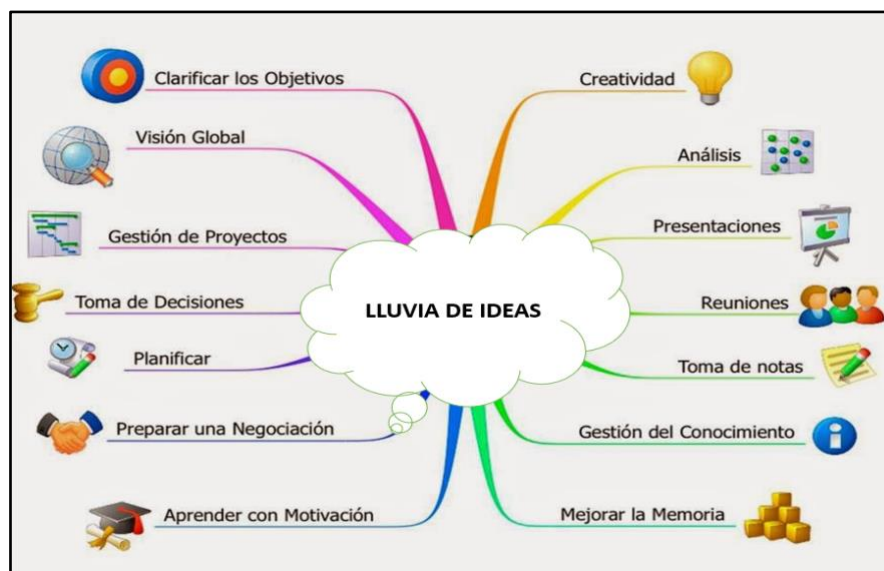 Clarificar los Objetivos
Visión Global
Gestión de Proyectos
Toma de Decisiones
Planificar
Preparar una Negociación
Aprender con Motivación
LLUVIA DE IDEAS
Creatividad
Análisis
Presentaciones
Reuniones
Toma de notas
Gestión del Conocimiento
Mejorar la Memoria